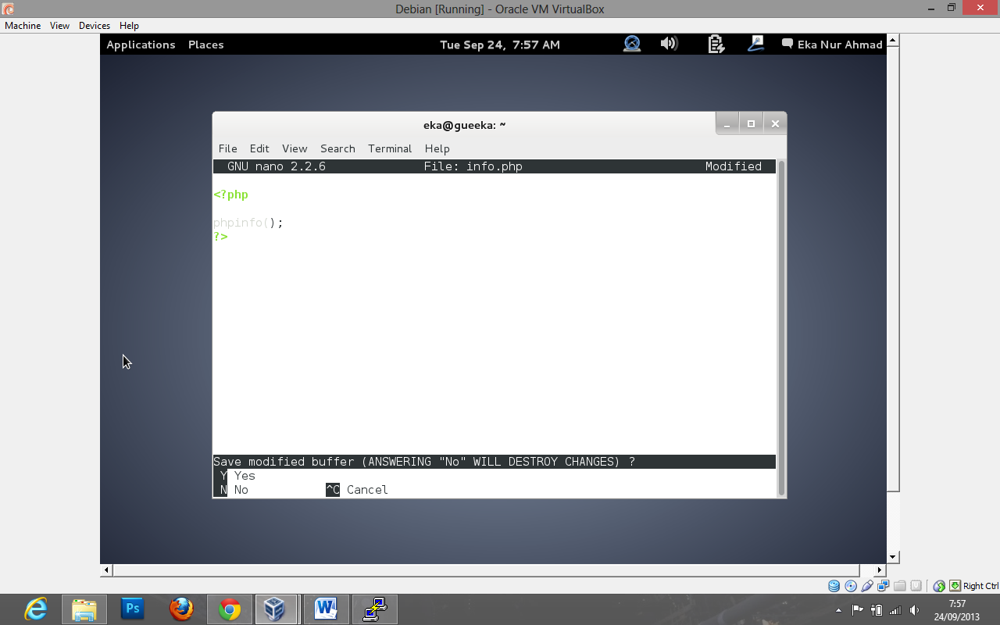 Debian [Running] - Oracle VM VirtualBox
Machine View Devices Help
Applications Places Tue Sep 24, 7:57 AM Eka Nur Ahmad
eka@gueeka: ~
File Edit View Search Terminal Help
GNU nano 2.2.6 File: info.php Modified
<?php
phpinfo();
?>
Save modified buffer (ANSWERING "No" WILL DESTROY CHANGES) ?
Y Yes
N No ^C Cancel
Right Ctrl
Ps
W
7:57
24/09/2013